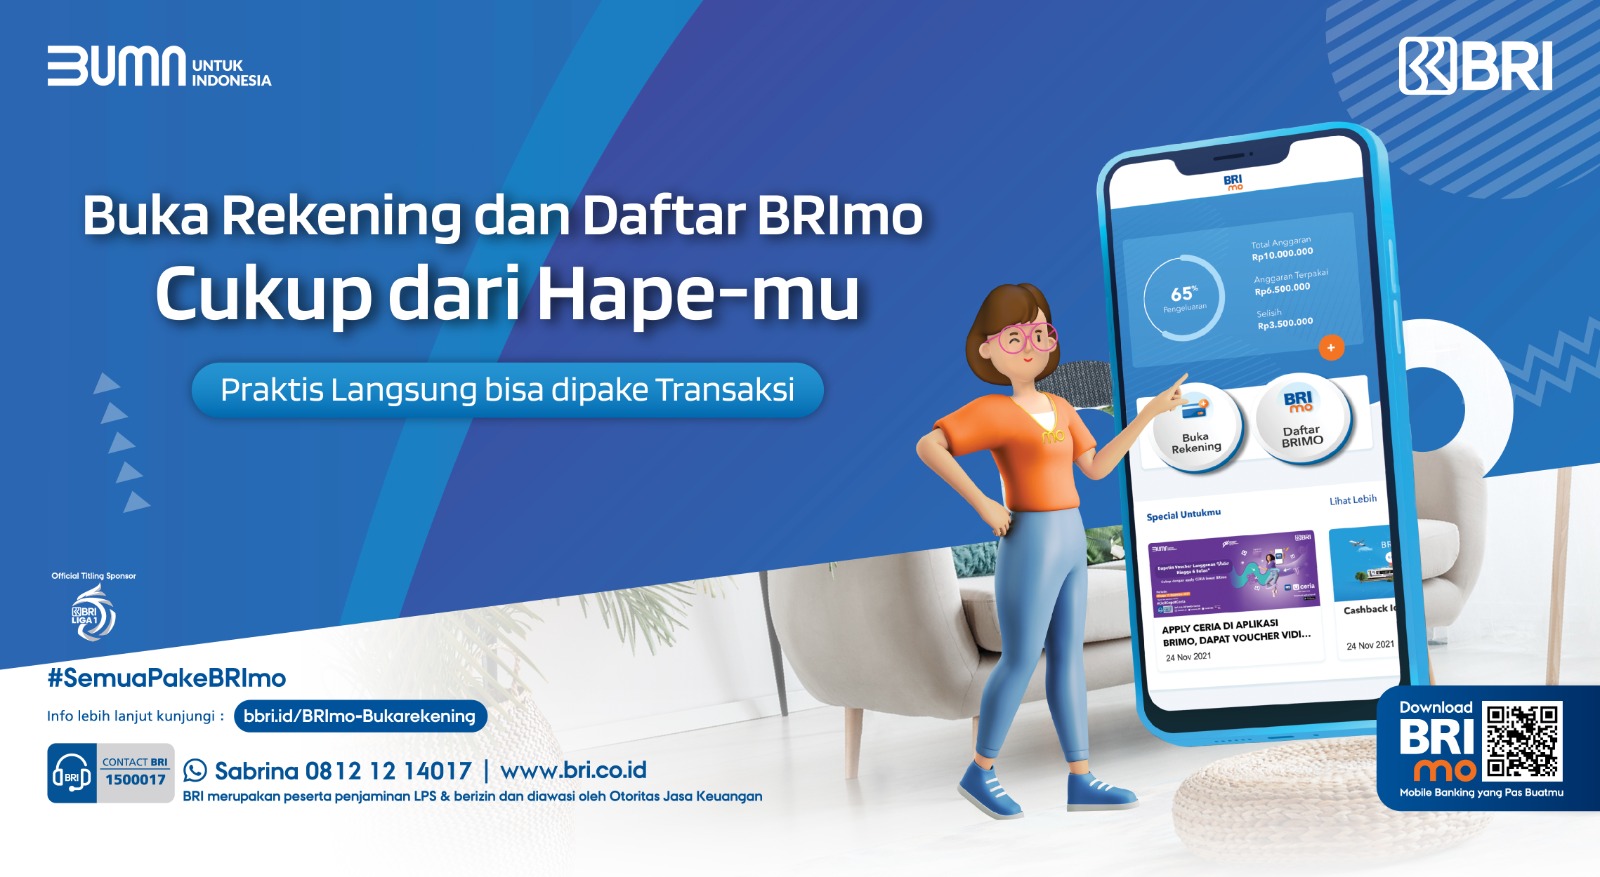 BUMN UNTUK
INDONESIA
BRI
Buka Rekening dan Daftar BRImo
Cukup dari Hape-mu
Praktis Langsung bisa dipake Transaksi
BRI
mo
65%
Pengeluaran
Total Anggaran
Rp10.000.000
Anggaran Terpakai
Rp6.500.000
Selisih
Rp3.500.000
+
mo
Buka
Rekening
BRI
mo
Daftar
BRIMO
Special Untukmu
Lihat Lebih
BRI
ceria
APPLY CERIA DI APLIKASI
BRIMO, DAPAT VOUCHER VIDI...
24 Nov 2021
Cashback
24 Nov 2021
Official Titling Sponsor
BRI
LIGA 1
#SemuaPakeBRImo
Info lebih lanjut kunjungi : bbri.id/BRImo-Bukarekening
BRI
CONTACT BRI
1500017
Sabrina 0812 12 14017 | www.bri.co.id
BRI merupakan peserta penjaminan LPS & berizin dan diawasi oleh Otoritas Jasa Keuangan
Download
BRI
mo
Mobile Banking yang Pas Buatmu